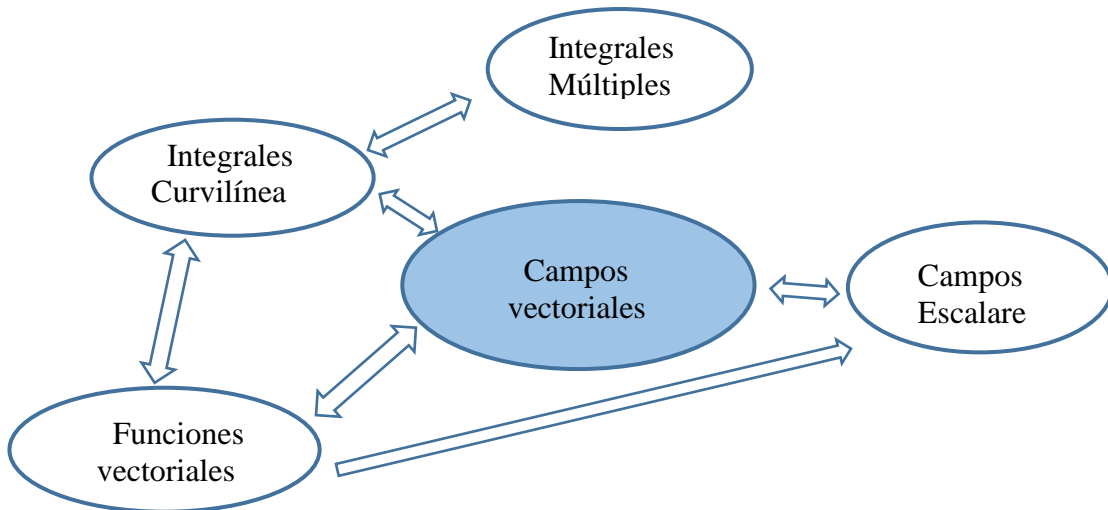 Integrales
Múltiples
Integrales
Curvilínea
Campos
vectoriales
Campos
Escalare
Funciones
vectoriales